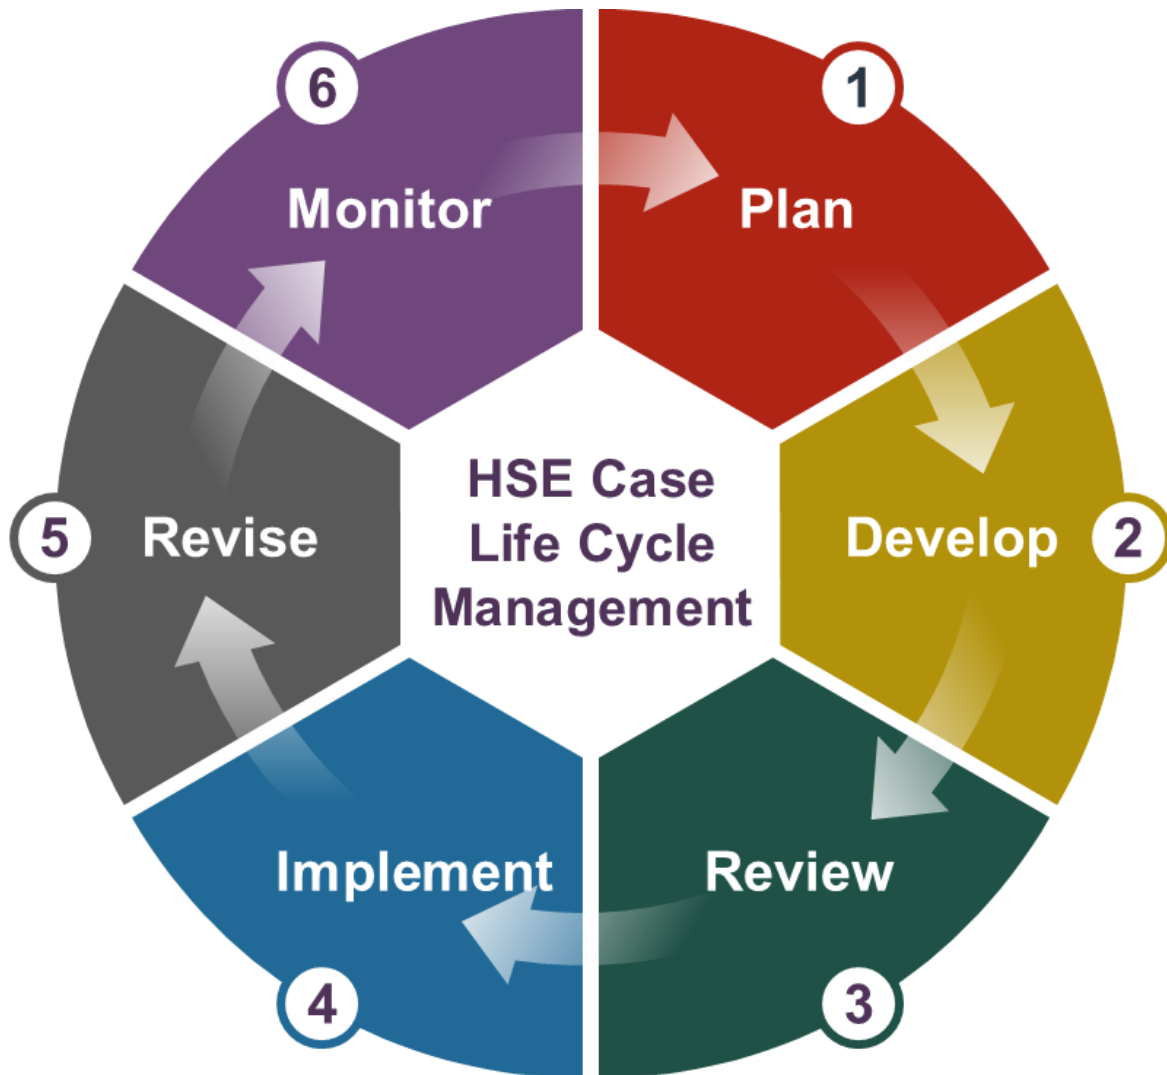 HSE Case
Life Cycle
Management
1
Plan
2
Develop
3
Review
4
Implement
5
Revise
6
Monitor